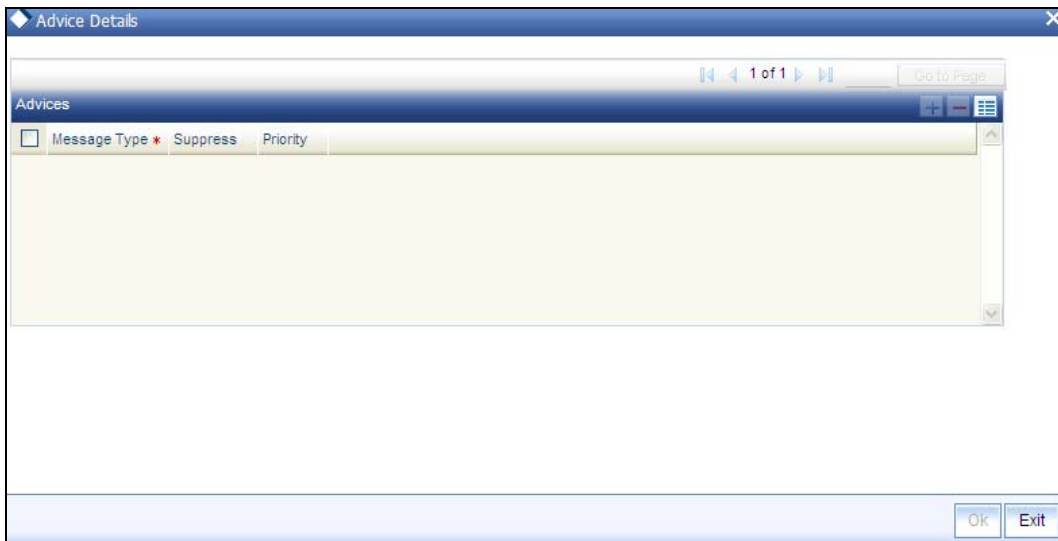 Advice Details
1 of 1
Go to Page
Advices
Message Type * Suppress Priority
Ok Exit